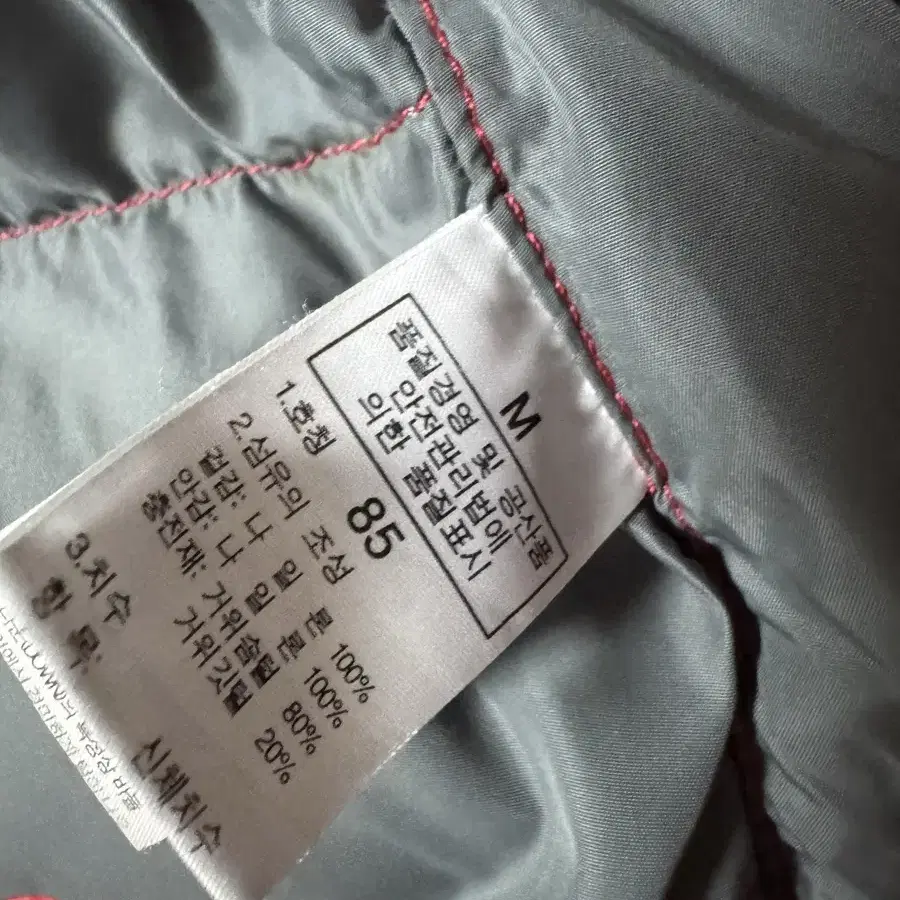 M
품질경영 및 공산품
안전관리법에
의한 품질표시
1.호칭 85
2.섬유의 조성
겉감: 나 일 론 100%
안감: 나 일 론 100%
충전재: 거위솜털 80%
거위깃털 20%
3.치수
항 목: 신체치수